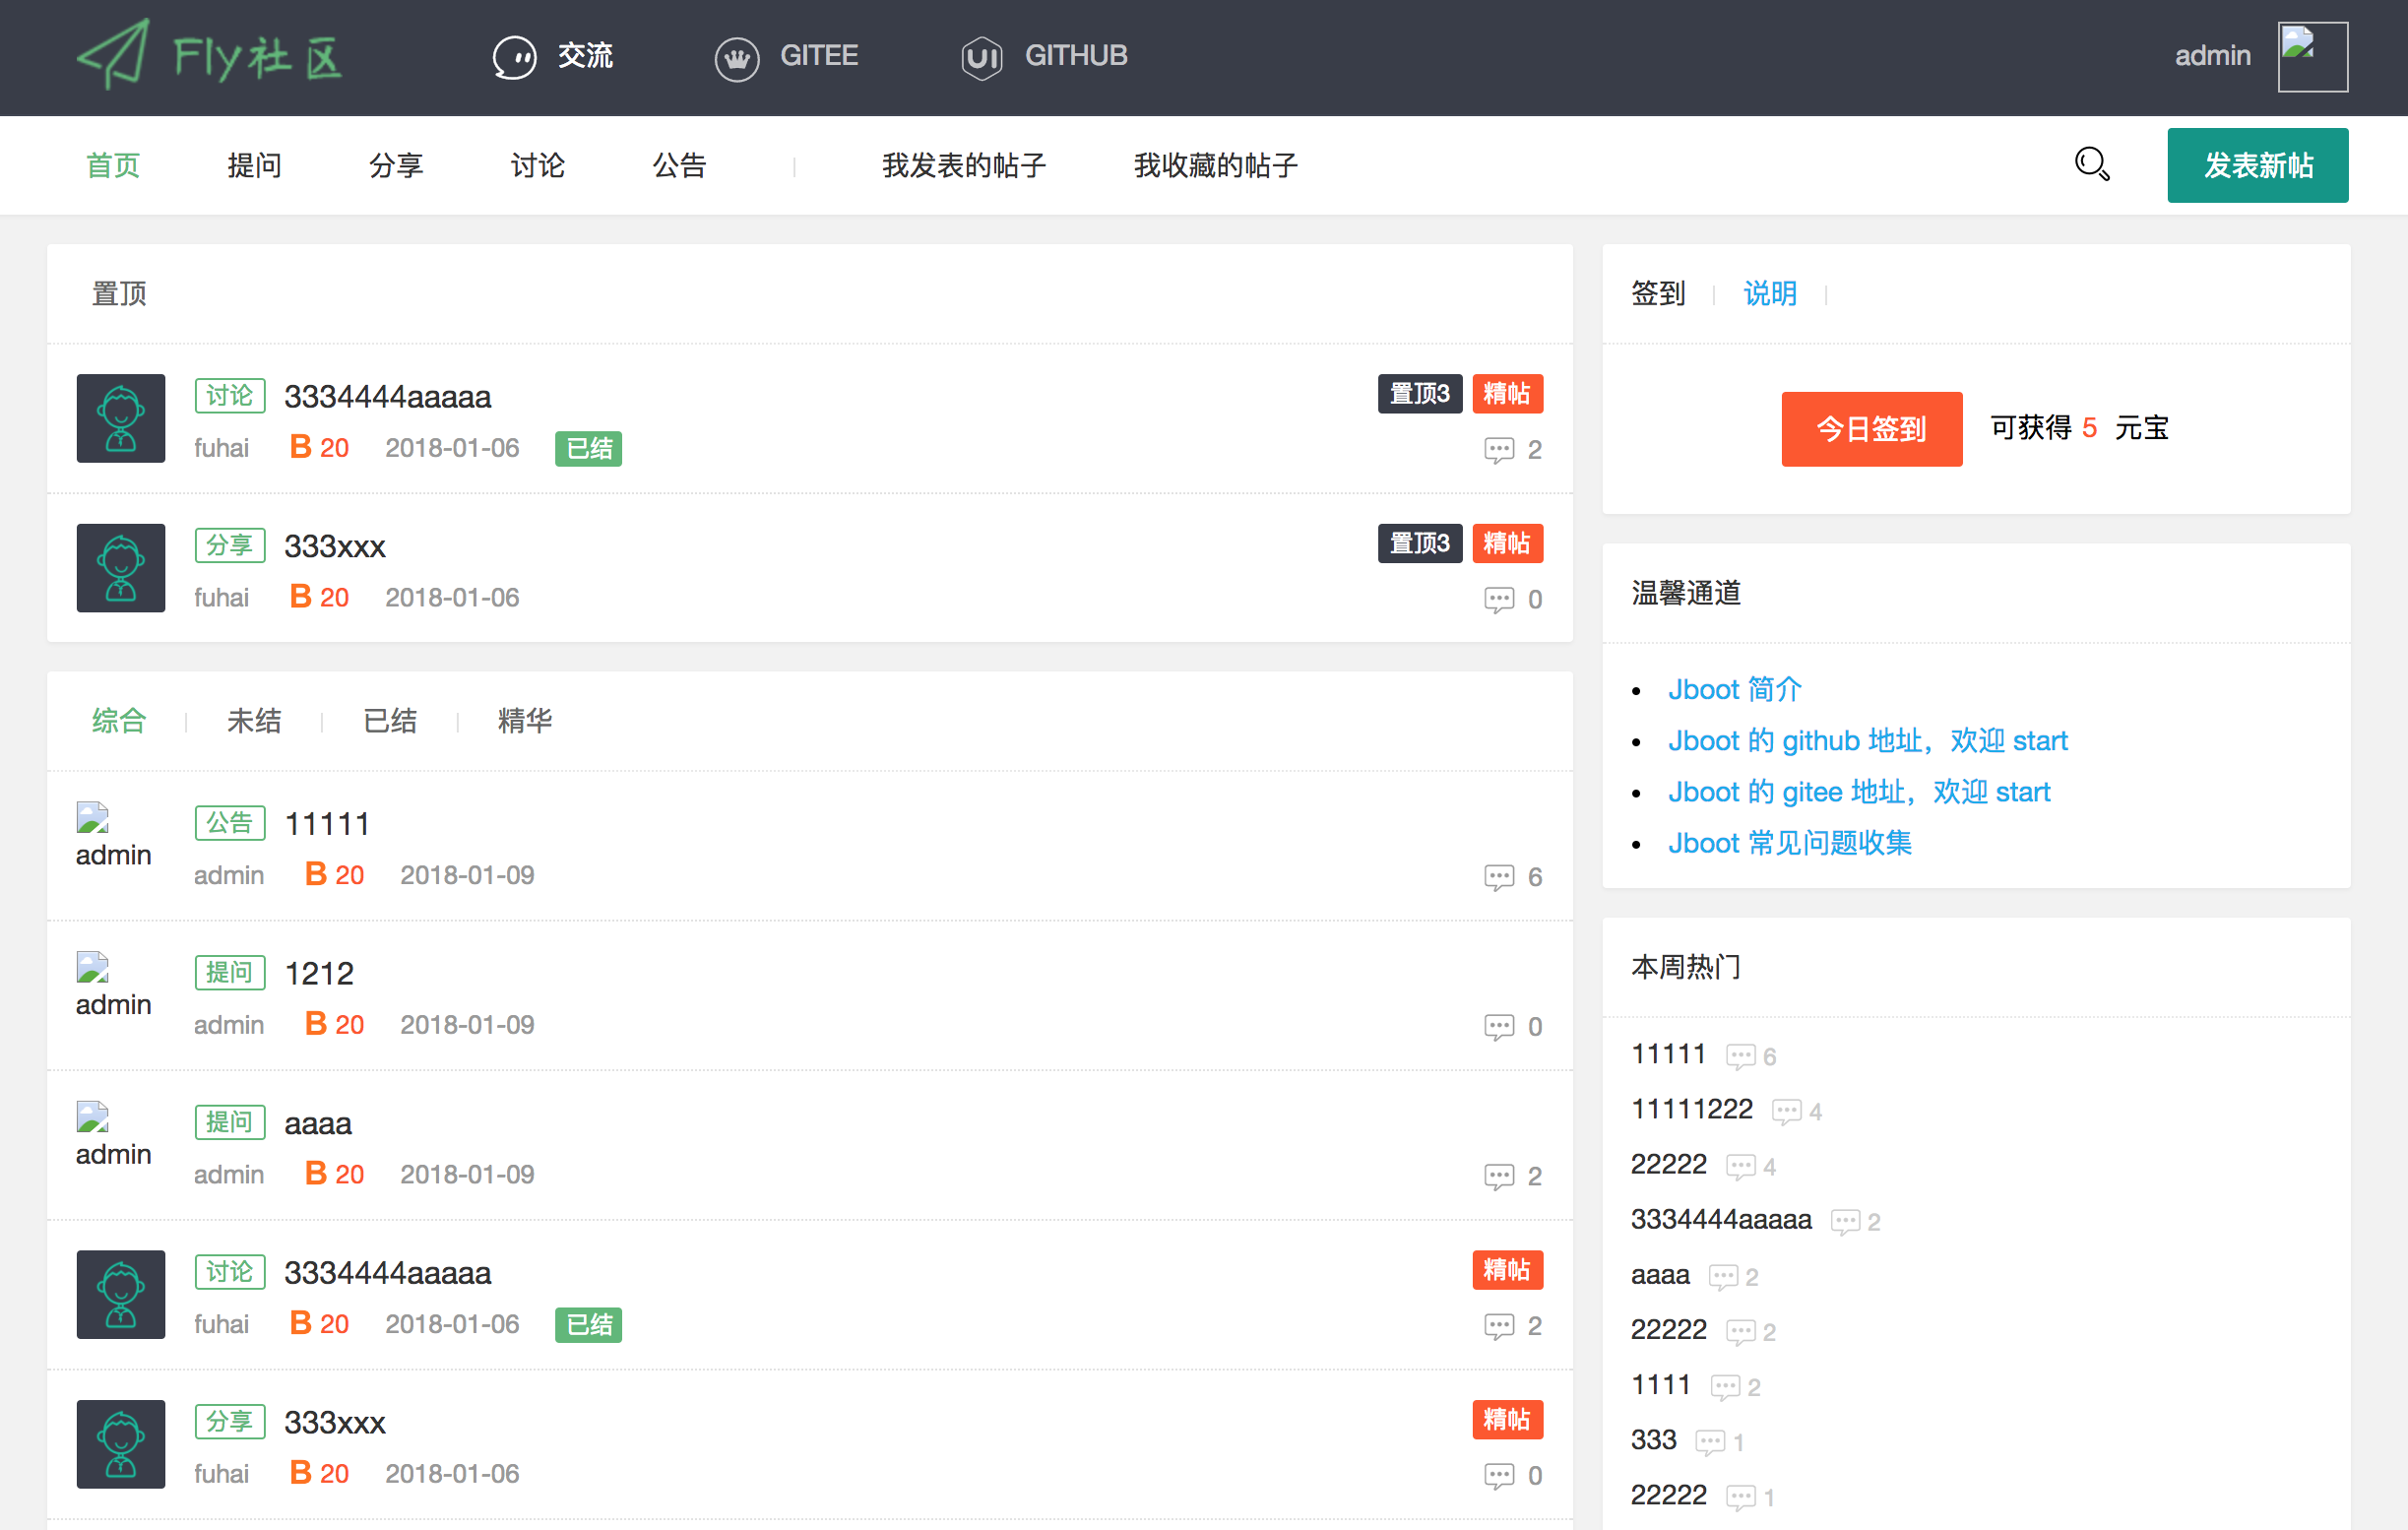 Fly社区 交流 GITEE GITHUB admin
首页 提问 分享 讨论 公告 我发表的帖子 我收藏的帖子 发表新帖
置顶
讨论 3334444aaaaa 置顶3 精帖
fuhai B 20 2018-01-06 已结 2
分享 333xxx 置顶3 精帖
fuhai B 20 2018-01-06 0
综合 未结 已结 精华
公告 11111
admin
admin B 20 2018-01-09 6
提问 1212
admin
admin B 20 2018-01-09 0
提问 aaaa
admin
admin B 20 2018-01-09 2
讨论 3334444aaaaa 精帖
fuhai B 20 2018-01-06 已结 2
分享 333xxx 精帖
fuhai B 20 2018-01-06 0
签到 说明
今日签到 可获得 5 元宝
温馨通道
Jboot 简介
Jboot 的 github 地址，欢迎 start
Jboot 的 gitee 地址，欢迎 start
Jboot 常见问题收集
本周热门
11111 6
11111222 4
22222 4
3334444aaaaa 2
aaaa 2
22222 2
1111 2
333 1
22222 1